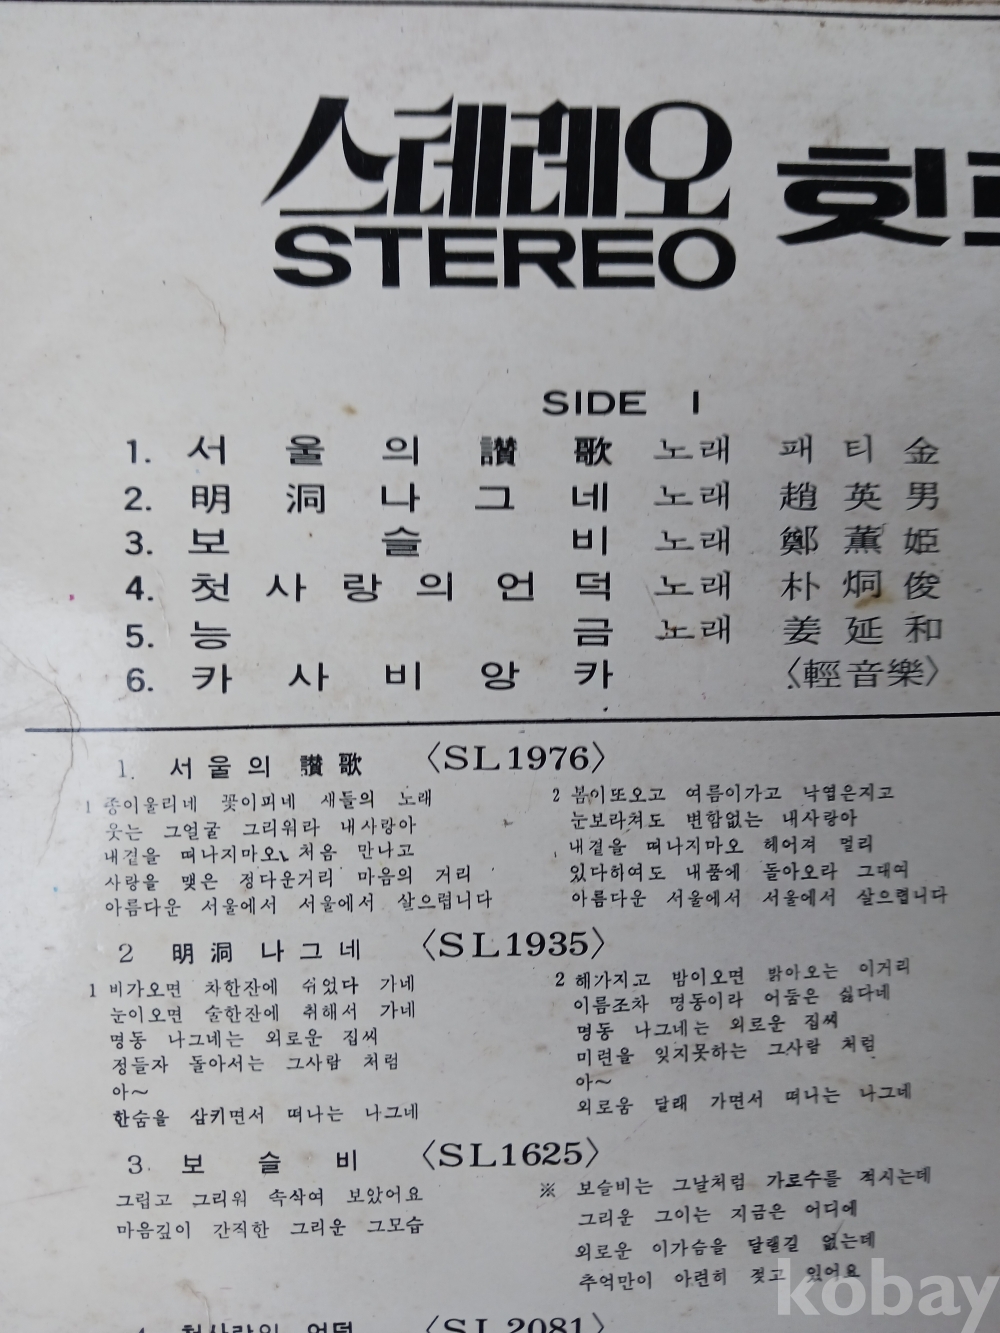 스테레오 힛
STEREO
SIDE I
1. 서울의讃歌 노래 패티金
2. 明洞나그네 노래 趙英男
3. 보슬비 노래 鄭薰姬
4. 첫사랑의언덕 노래 朴炯俊
5. 능금 노래 姜延和
6. 카사비앙카 〈輕音樂〉
1. 서울의 讃歌 〈SL1976〉
1 종이울리네 꽃이피네 새들의 노래
웃는 그얼굴 그리워라 내사랑아
내곁을 떠나지마오, 처음 만나고
사랑을 맺은 정다운거리 마음의 거리
아름다운 서울에서 서울에서 살으렵니다
2 봄이또오고 여름이가고 낙엽은지고
눈보라쳐도 변함없는 내사랑아
내곁을 떠나지마오 헤어져 멀리
있다하여도 내품에 돌아오라 그대여
아름다운 서울에서 서울에서 살으렵니다
2 明洞 나그네 〈SL1935〉
1 비가오면 차한잔에 쉬었다 가네
눈이오면 술한잔에 취해서 가네
명동 나그네는 외로운 집씨
정들자 돌아서는 그사람 처럼
아~
한숨을 삼키면서 떠나는 나그네
2 해가지고 밤이오면 밝아오는 이거리
이름조차 명동이라 어둠은 싫다네
명동 나그네는 외로운 집씨
미련을 잊지못하는 그사람 처럼
아~
외로움 달래 가면서 떠나는 나그네
3. 보슬비 〈SL1625〉
그립고 그리워 속삭여 보았어요
마음깊이 간직한 그리운 그모습
※ 보슬비는 그날처럼 가로수를 적시는데
그리운 그이는 지금은 어디에
외로운 이가슴을 달랠길 없는데
추억만이 아련히 젖고 있어요
4 첫사랑의 언덕 〈SL2081〉
kobay